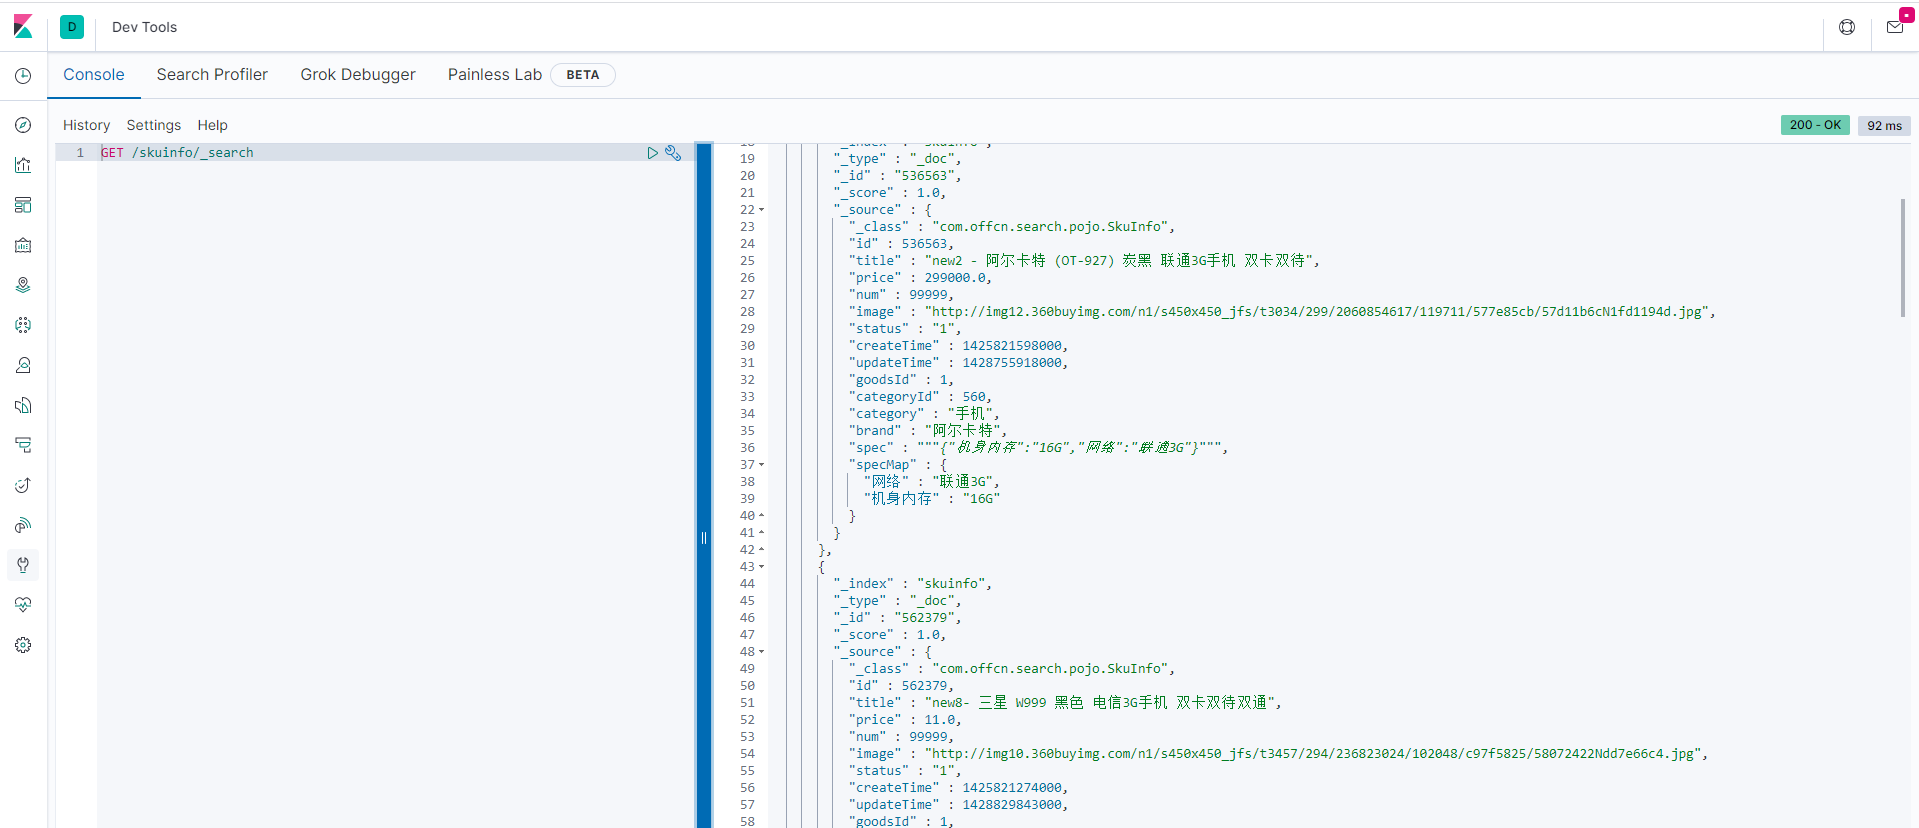 D Dev Tools
Console Search Profiler Grok Debugger Painless Lab BETA
History Settings Help
200 - OK 92 ms
1 GET /skuinfo/_search
18 "_index" : "skuinfo",
19 "_type" : "_doc",
20 "_id" : "536563",
21 "_score" : 1.0,
22 "_source" : {
23 "_class" : "com.offcn.search.pojo.SkuInfo",
24 "id" : 536563,
25 "title" : "new2 - 阿尔卡特 (OT-927) 炭黑 联通3G手机 双卡双待",
26 "price" : 299000.0,
27 "num" : 99999,
28 "image" : "http://img12.360buyimg.com/n1/s450x450_jfs/t3034/299/2060854617/119711/577e85cb/57d11b6cN1fd1194d.jpg",
29 "status" : "1",
30 "createTime" : 1425821598000,
31 "updateTime" : 1428755918000,
32 "goodsId" : 1,
33 "categoryId" : 560,
34 "category" : "手机",
35 "brand" : "阿尔卡特",
36 "spec" : """{"机身内存":"16G","网络":"联通3G"}""",
37 "specMap" : {
38 "网络" : "联通3G",
39 "机身内存" : "16G"
40 }
41 }
42 },
43 {
44 "_index" : "skuinfo",
45 "_type" : "_doc",
46 "_id" : "562379",
47 "_score" : 1.0,
48 "_source" : {
49 "_class" : "com.offcn.search.pojo.SkuInfo",
50 "id" : 562379,
51 "title" : "new8- 三星 W999 黑色 电信3G手机 双卡双待双通",
52 "price" : 11.0,
53 "num" : 99999,
54 "image" : "http://img10.360buyimg.com/n1/s450x450_jfs/t3457/294/236823024/102048/c97f5825/58072422Ndd7e66c4.jpg",
55 "status" : "1",
56 "createTime" : 1425821274000,
57 "updateTime" : 1428829843000,
58 "goodsId" : 1,